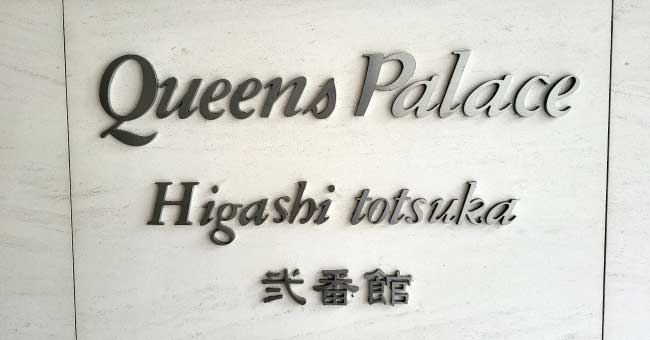 Queens Palace
Higashi totsuka
弐番館